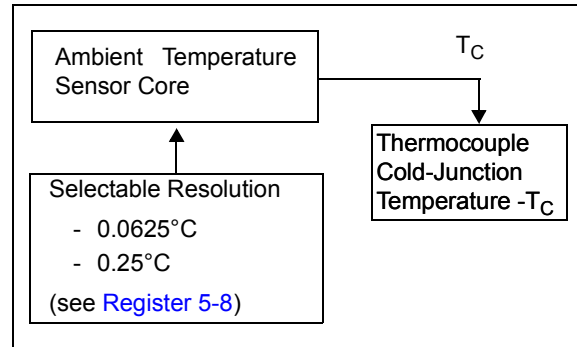 Ambient Temperature
Sensor Core
TC
Thermocouple
Cold-Junction
Temperature -TC
Selectable Resolution
- 0.0625°C
- 0.25°C
(see Register 5-8)